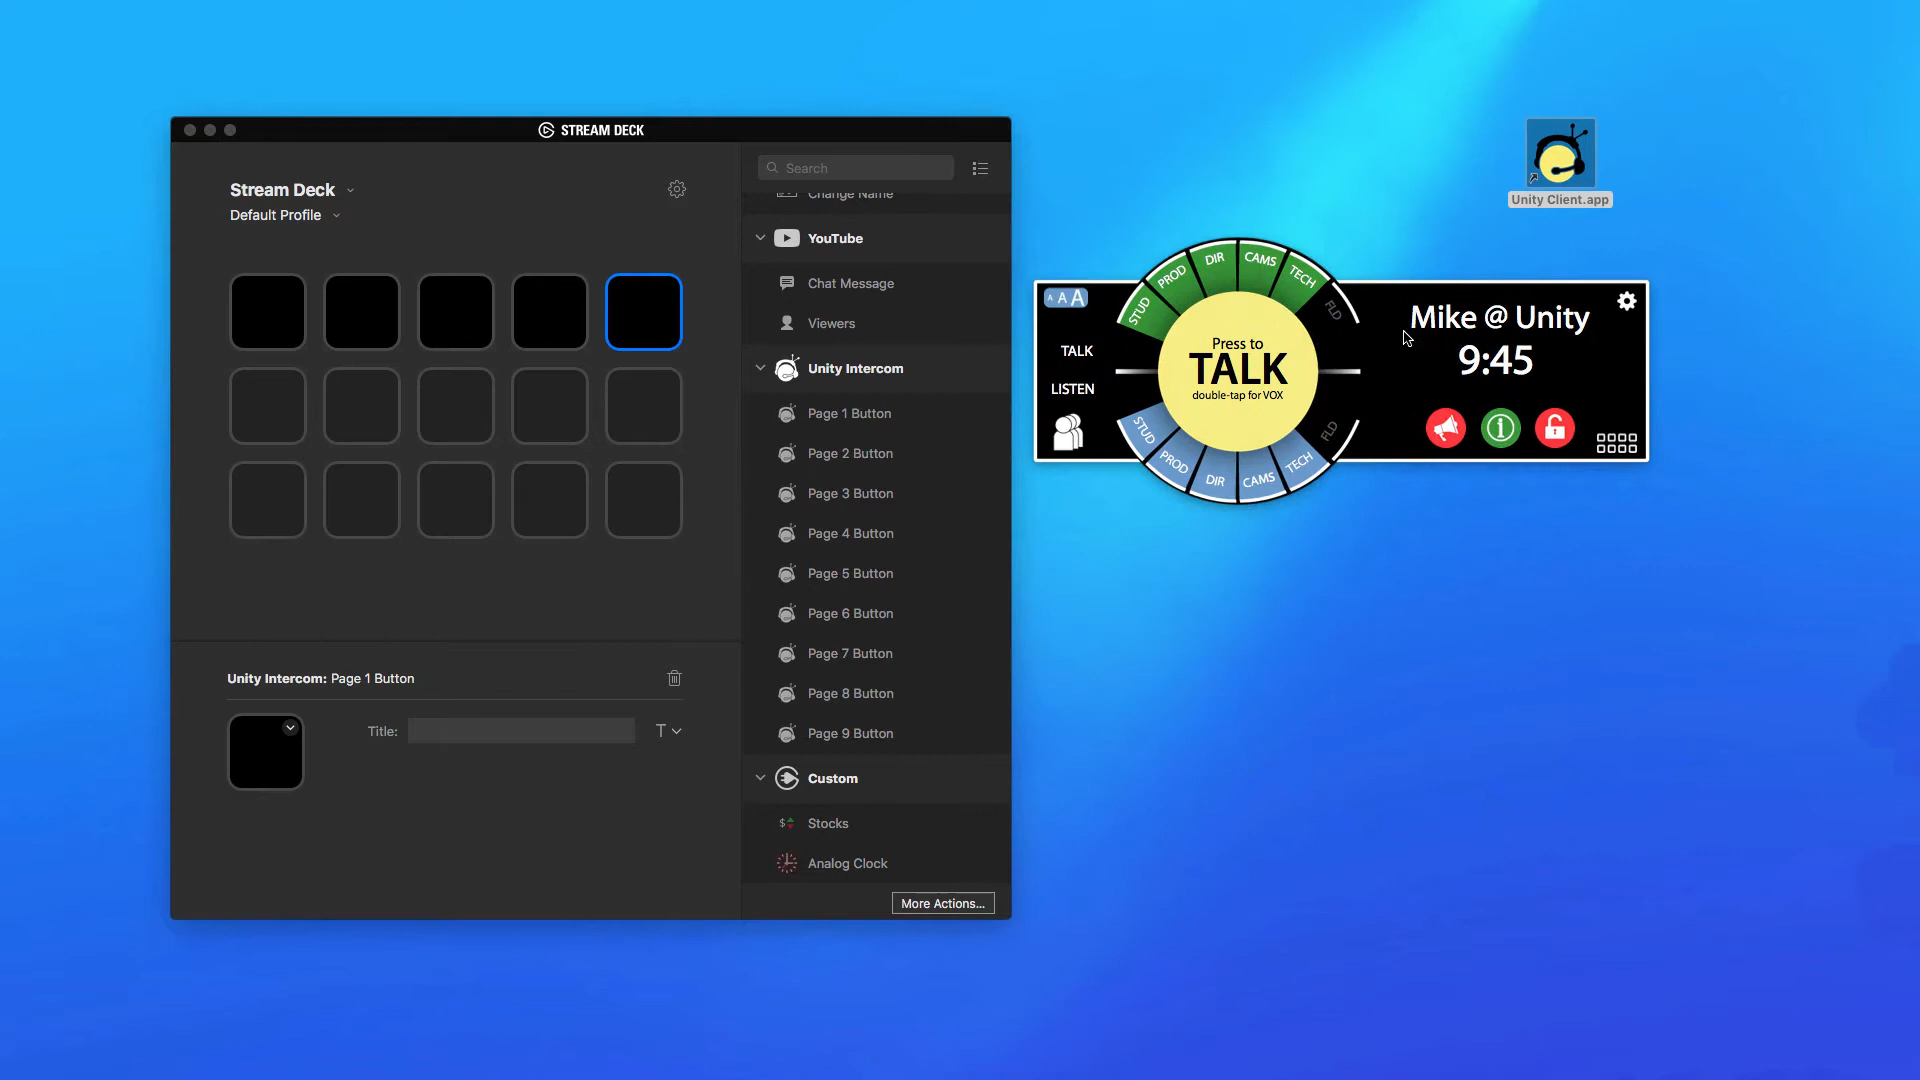 STREAM DECK
Stream Deck
Default Profile
Search
Change Name
YouTube
Chat Message
Viewers
Unity Intercom
Page 1 Button
Page 2 Button
Page 3 Button
Page 4 Button
Page 5 Button
Page 6 Button
Page 7 Button
Page 8 Button
Page 9 Button
Custom
Stocks
Analog Clock
More Actions...
Unity Intercom: Page 1 Button
Title:
T
Unity Client.app
A A A
STUD
PROD
DIR
CAMS
TECH
FLD
TALK
LISTEN
Press to
TALK
double-tap for VOX
STUD
PROD
DIR
CAMS
TECH
FLD
Mike @ Unity
9:45